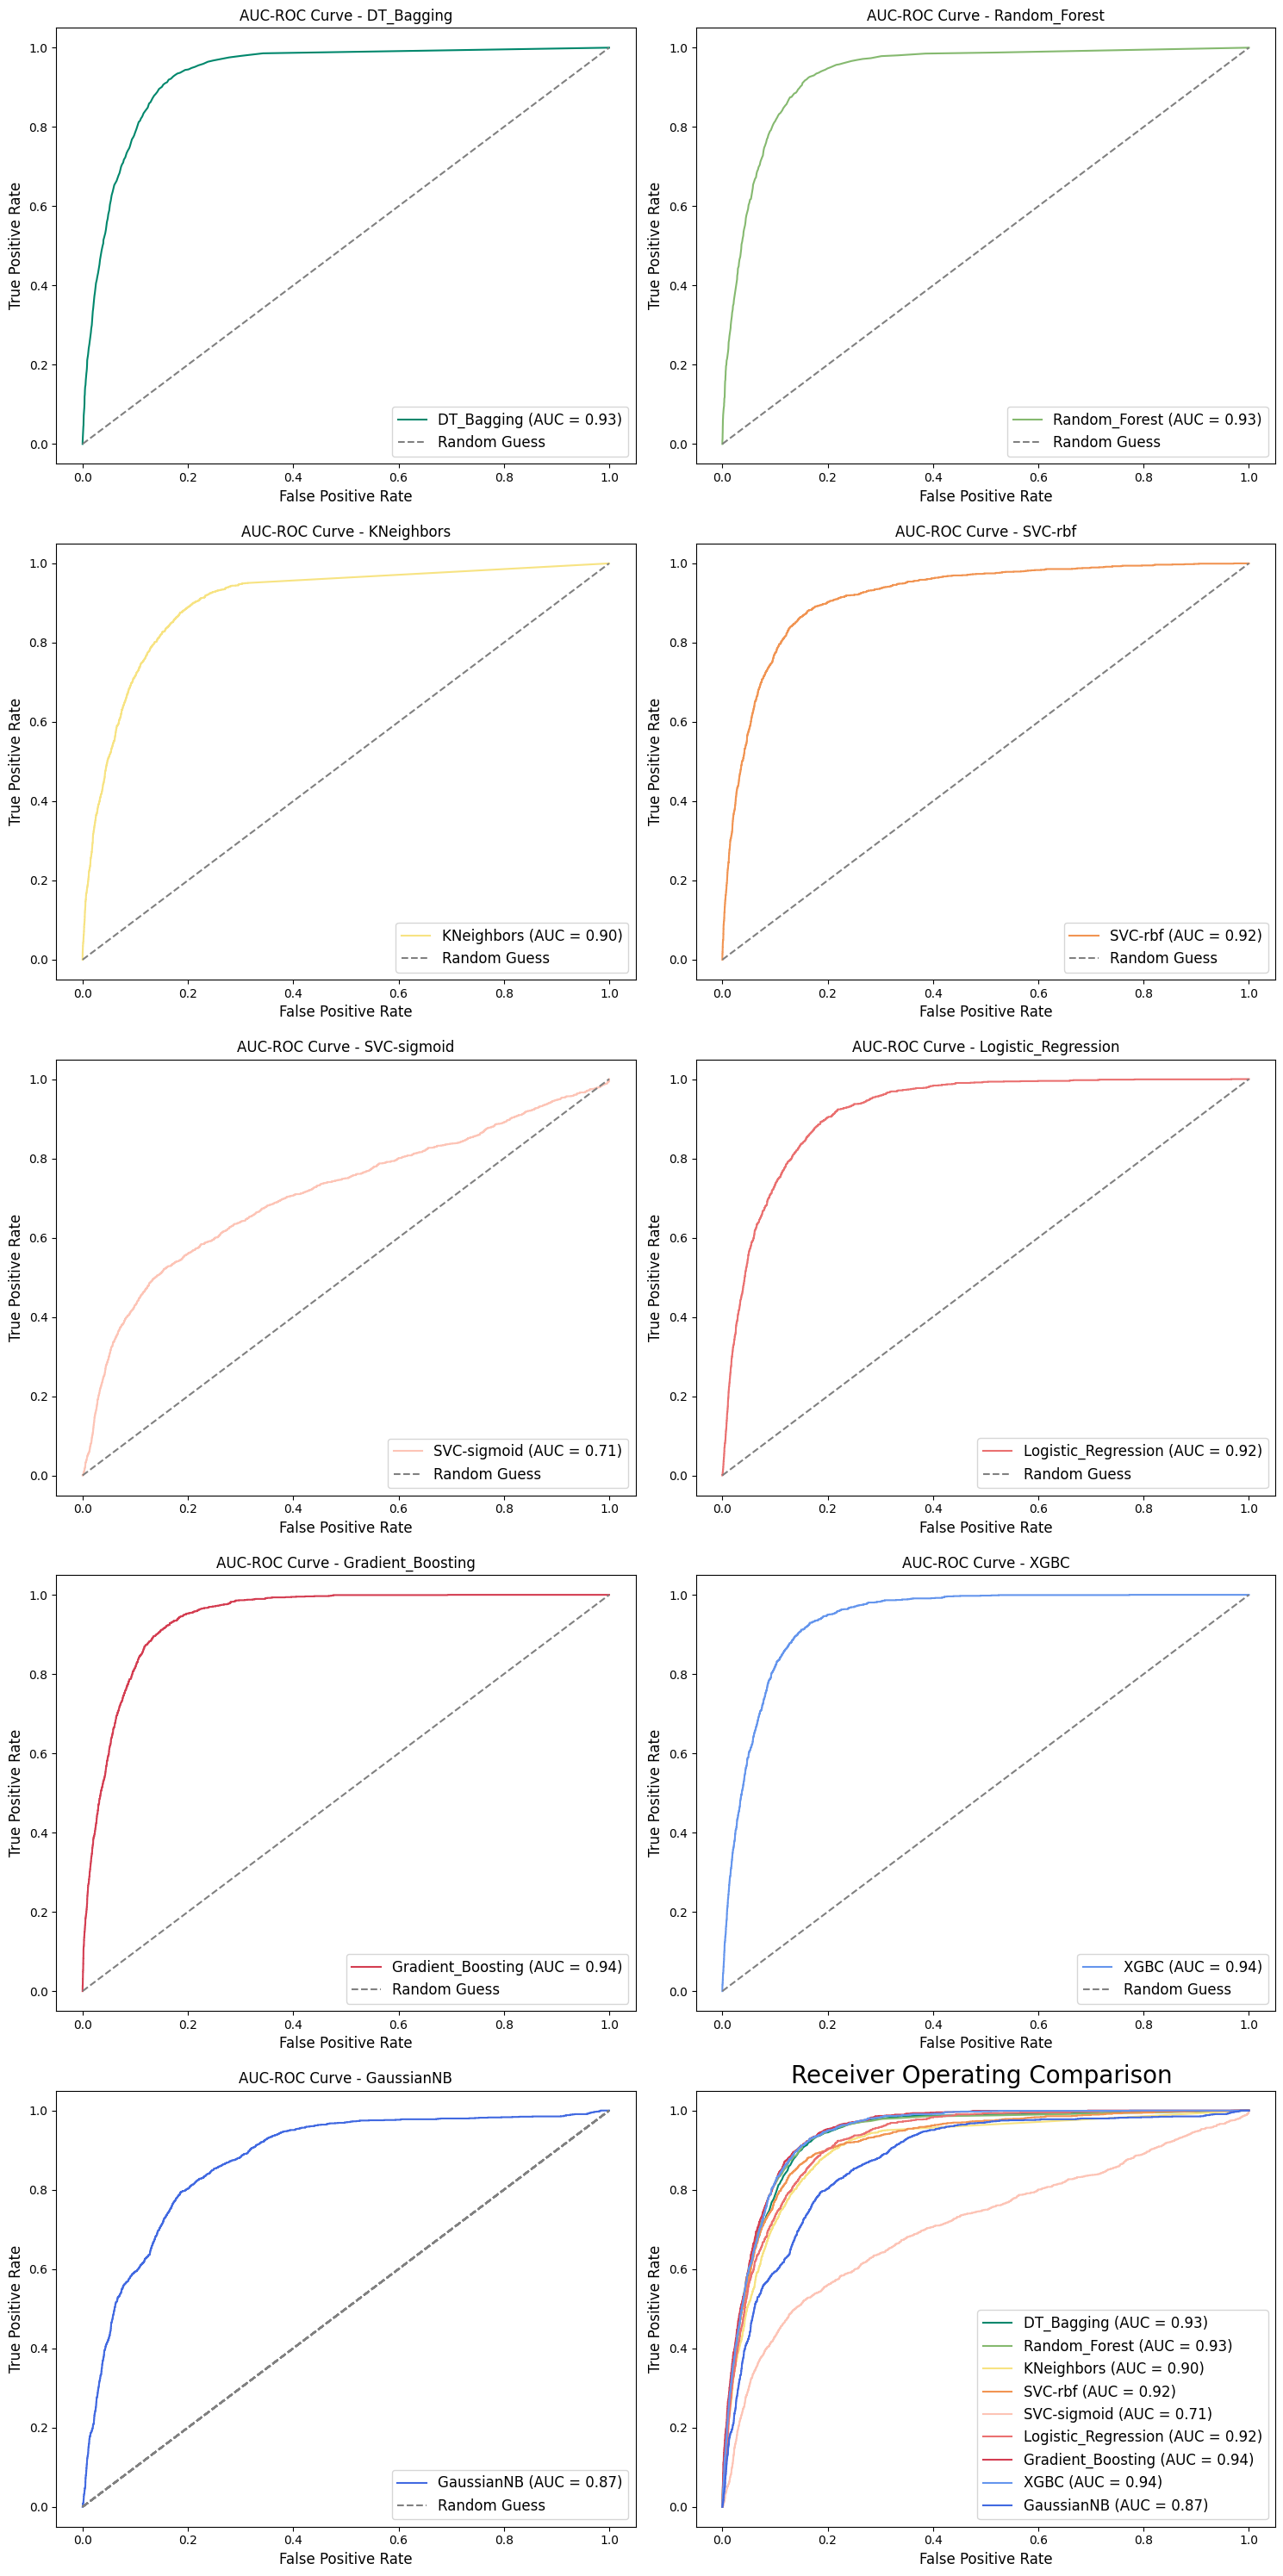 AUC-ROC Curve - DT_Bagging
True Positive Rate
1.0
0.8
0.6
0.4
0.2
0.0
DT_Bagging (AUC = 0.93)
Random Guess
0.0 0.2 0.4 0.6 0.8 1.0
False Positive Rate
AUC-ROC Curve - Random_Forest
True Positive Rate
1.0
0.8
0.6
0.4
0.2
0.0
Random_Forest (AUC = 0.93)
Random Guess
0.0 0.2 0.4 0.6 0.8 1.0
False Positive Rate
AUC-ROC Curve - KNeighbors
True Positive Rate
1.0
0.8
0.6
0.4
0.2
0.0
KNeighbors (AUC = 0.90)
Random Guess
0.0 0.2 0.4 0.6 0.8 1.0
False Positive Rate
AUC-ROC Curve - SVC-rbf
True Positive Rate
1.0
0.8
0.6
0.4
0.2
0.0
SVC-rbf (AUC = 0.92)
Random Guess
0.0 0.2 0.4 0.6 0.8 1.0
False Positive Rate
AUC-ROC Curve - SVC-sigmoid
True Positive Rate
1.0
0.8
0.6
0.4
0.2
0.0
SVC-sigmoid (AUC = 0.71)
Random Guess
0.0 0.2 0.4 0.6 0.8 1.0
False Positive Rate
AUC-ROC Curve - Logistic_Regression
True Positive Rate
1.0
0.8
0.6
0.4
0.2
0.0
Logistic_Regression (AUC = 0.92)
Random Guess
0.0 0.2 0.4 0.6 0.8 1.0
False Positive Rate
AUC-ROC Curve - Gradient_Boosting
True Positive Rate
1.0
0.8
0.6
0.4
0.2
0.0
Gradient_Boosting (AUC = 0.94)
Random Guess
0.0 0.2 0.4 0.6 0.8 1.0
False Positive Rate
AUC-ROC Curve - XGBC
True Positive Rate
1.0
0.8
0.6
0.4
0.2
0.0
XGBC (AUC = 0.94)
Random Guess
0.0 0.2 0.4 0.6 0.8 1.0
False Positive Rate
AUC-ROC Curve - GaussianNB
True Positive Rate
1.0
0.8
0.6
0.4
0.2
0.0
GaussianNB (AUC = 0.87)
Random Guess
0.0 0.2 0.4 0.6 0.8 1.0
False Positive Rate
Receiver Operating Comparison
True Positive Rate
1.0
0.8
0.6
0.4
0.2
0.0
DT_Bagging (AUC = 0.93)
Random_Forest (AUC = 0.93)
KNeighbors (AUC = 0.90)
SVC-rbf (AUC = 0.92)
SVC-sigmoid (AUC = 0.71)
Logistic_Regression (AUC = 0.92)
Gradient_Boosting (AUC = 0.94)
XGBC (AUC = 0.94)
GaussianNB (AUC = 0.87)
0.0 0.2 0.4 0.6 0.8 1.0
False Positive Rate